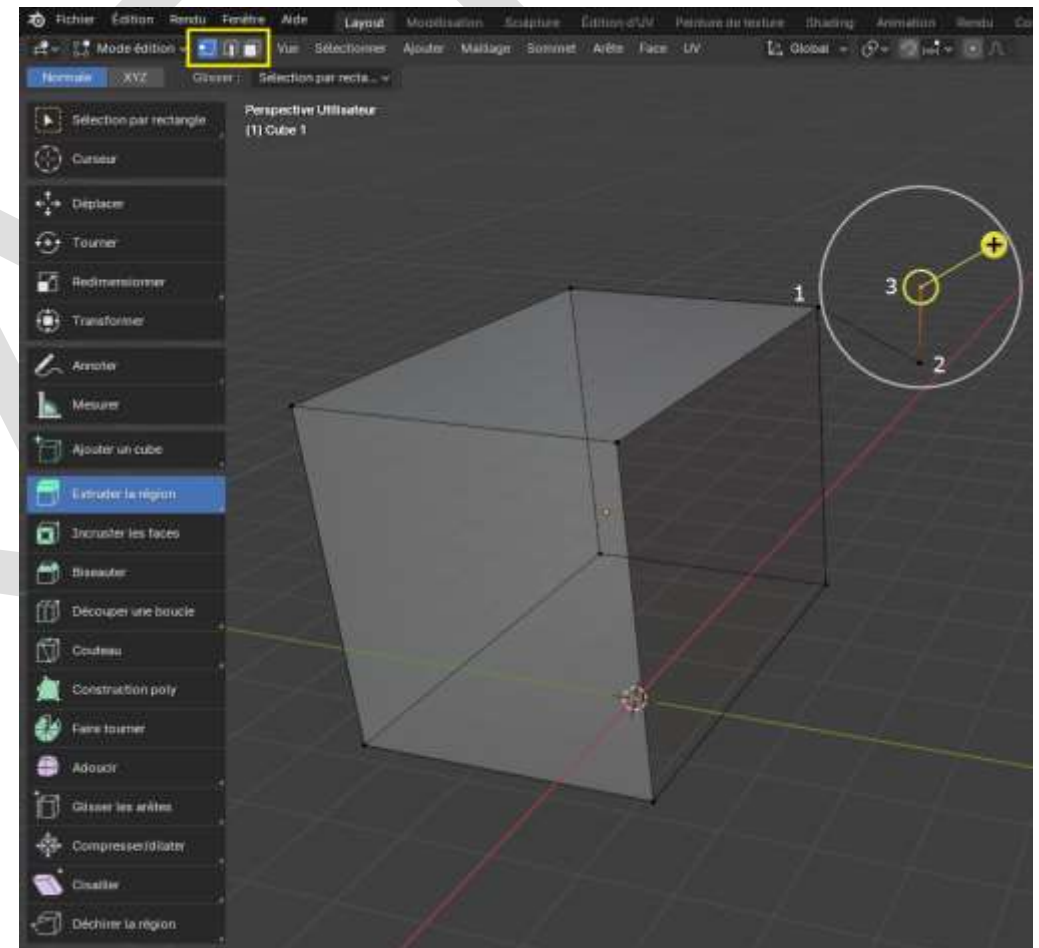 Fichier Édition Rendu Fenêtre Aide Layout Modélisation Sculpture Édition d'UV Peinture de texture Shading Animation Rendu
Mode édition Vue Sélectionner Ajouter Maillage Sommet Arête Face UV Global
Normale XYZ Glisser : Sélection par recta...
Perspective Utilisateur
(1) Cube 1
Sélection par rectangle
Curseur
Déplacer
Tourner
Redimensionner
Transformer
Annoter
Mesurer
Ajouter un cube
Extruder la région
Incruster les faces
Biseauter
Découper une boucle
Couteau
Construction poly
Faire tourner
Adoucir
Glisser les arêtes
Compresser/dilater
Cisailler
Déchirer la région
1
3
2